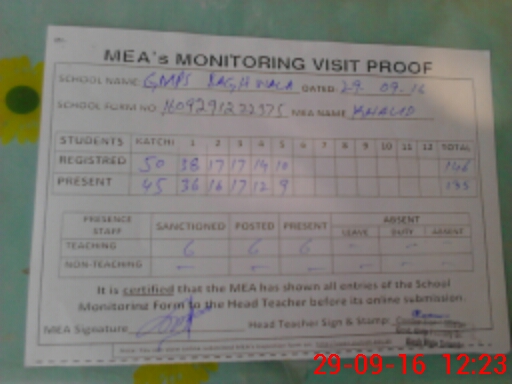 MEA's MONITORING VISIT PROOF
SCHOOL NAME GMPS BAGHWALA DATED: 29-09-16
SCHOOL FORM NO. MEA NAME KHALID
STUDENTS KATCHI 1 2 3 4 5 6 7 8 9 10 11 12 TOTAL
REGISTRED 50 38 17 17 14 10 146
PRESENT 45 36 16 17 12 9 135
PRESENCE STAFF SANCTIONED POSTED PRESENT ABSENT
LEAVE DUTY ABSENT
TEACHING 6 6 6 - -
NON-TEACHING - - - - - -
It is certified that the MEA has shown all entries of the School
Monitoring Form to the Head Teacher before its online submission.
MEA Signature Head Teacher Sign & Stamp:
29-09-16 12:23